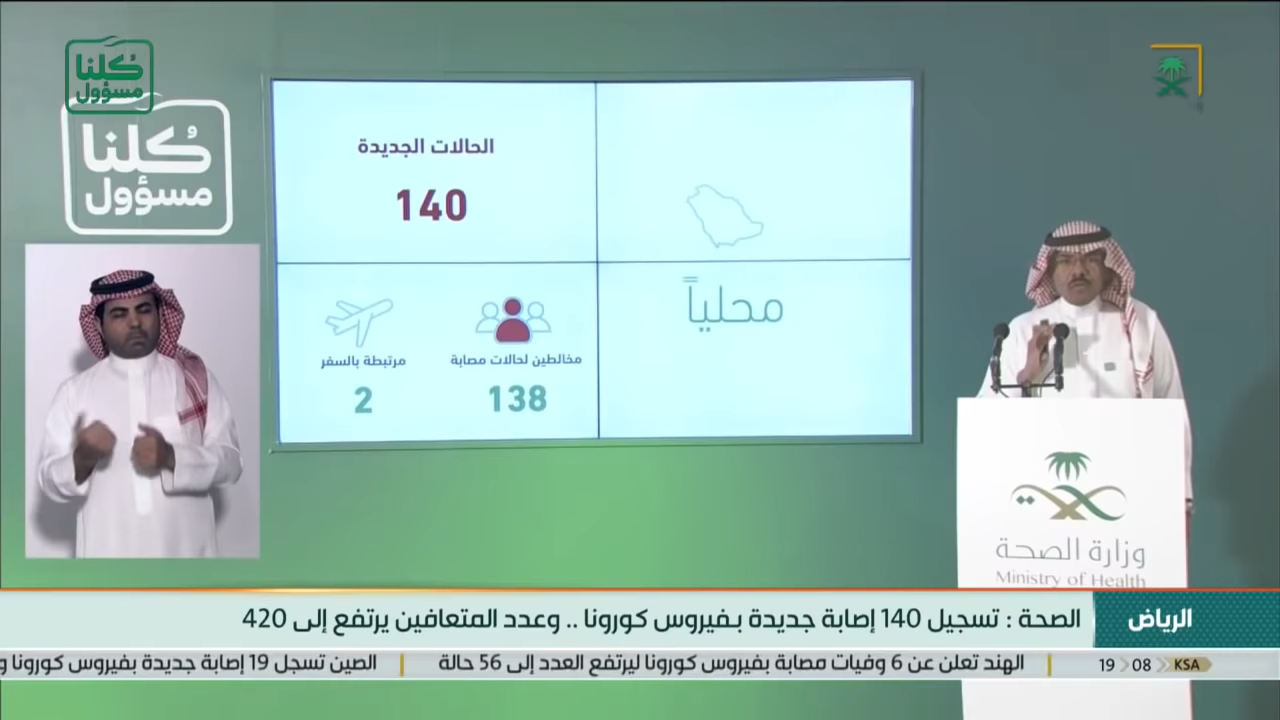 كلنا
مسؤول
كلنا
مسؤول
الحالات الجديدة
140
محلياً
مخالطين لحالات مصابة
138
مرتبطة بالسفر
2
وزارة الصحة
Ministry of Health
الرياض
الصحة : تسجيل 140 إصابة جديدة بـفيروس كورونا .. وعدد المتعافين يرتفع إلى 420
KSA 08 19
الهند تعلن عن 6 وفيات مصابة بفيروس كورونا ليرتفع العدد إلى 56 حالة
الصين تسجل 19 إصابة جديدة بفيروس كورونا و